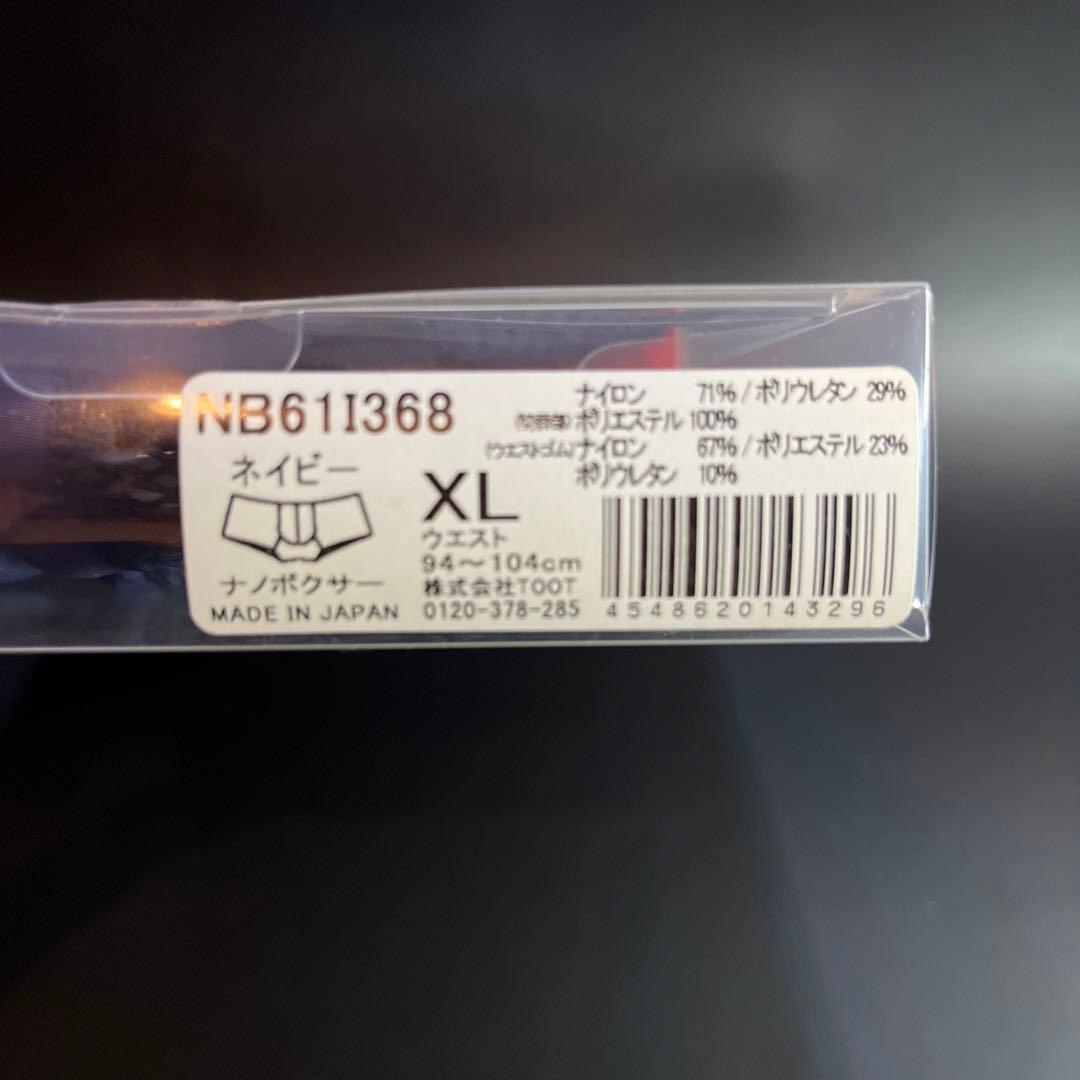 NB61I368
ネイビー
ナノボクサー
MADE IN JAPAN
XL
ウエスト
94～104cm
株式会社TOOT
0120-378-285
ナイロン 71% / ポリウレタン 29%
ポリエステル 100%
(ウエストゴム)ナイロン 67% / ポリエステル 23%
ポリウレタン 10%
4548620143296